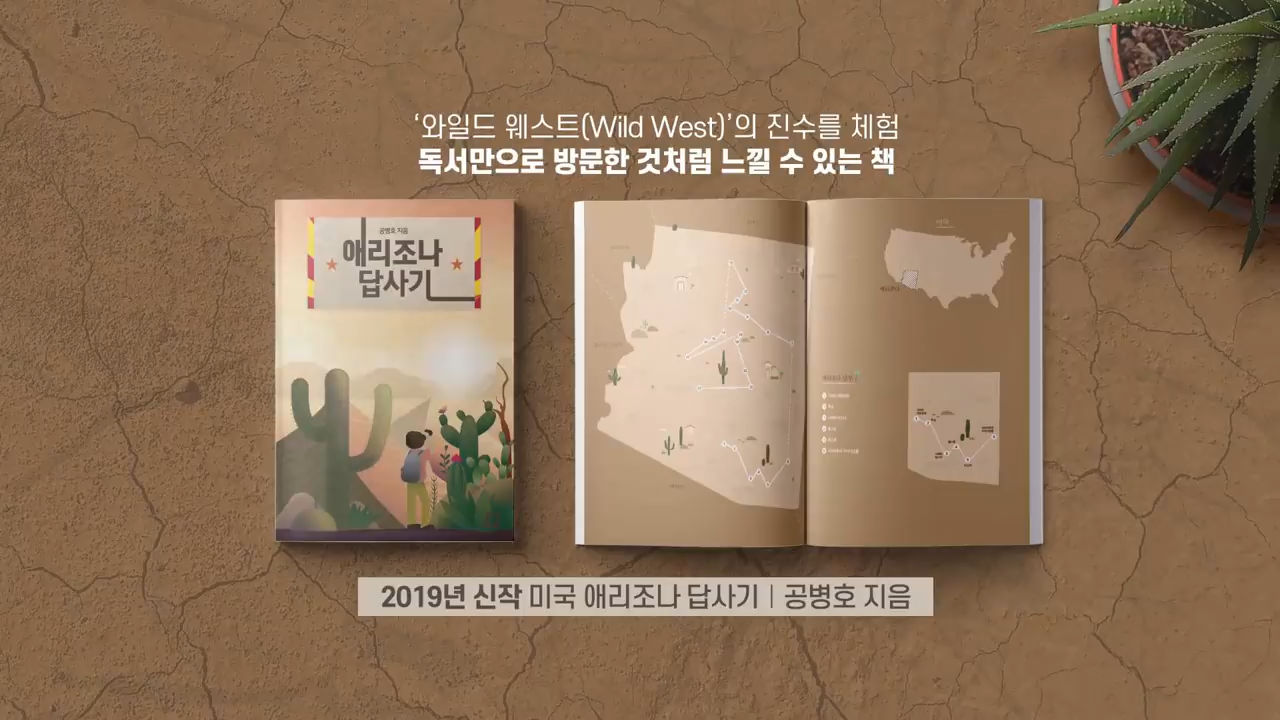 ‘와일드 웨스트(Wild West)’의 진수를 체험
독서만으로 방문한 것처럼 느낄 수 있는 책
공병호 지음
애리조나
답사기
2019년 신작 미국 애리조나 답사기 | 공병호 지음